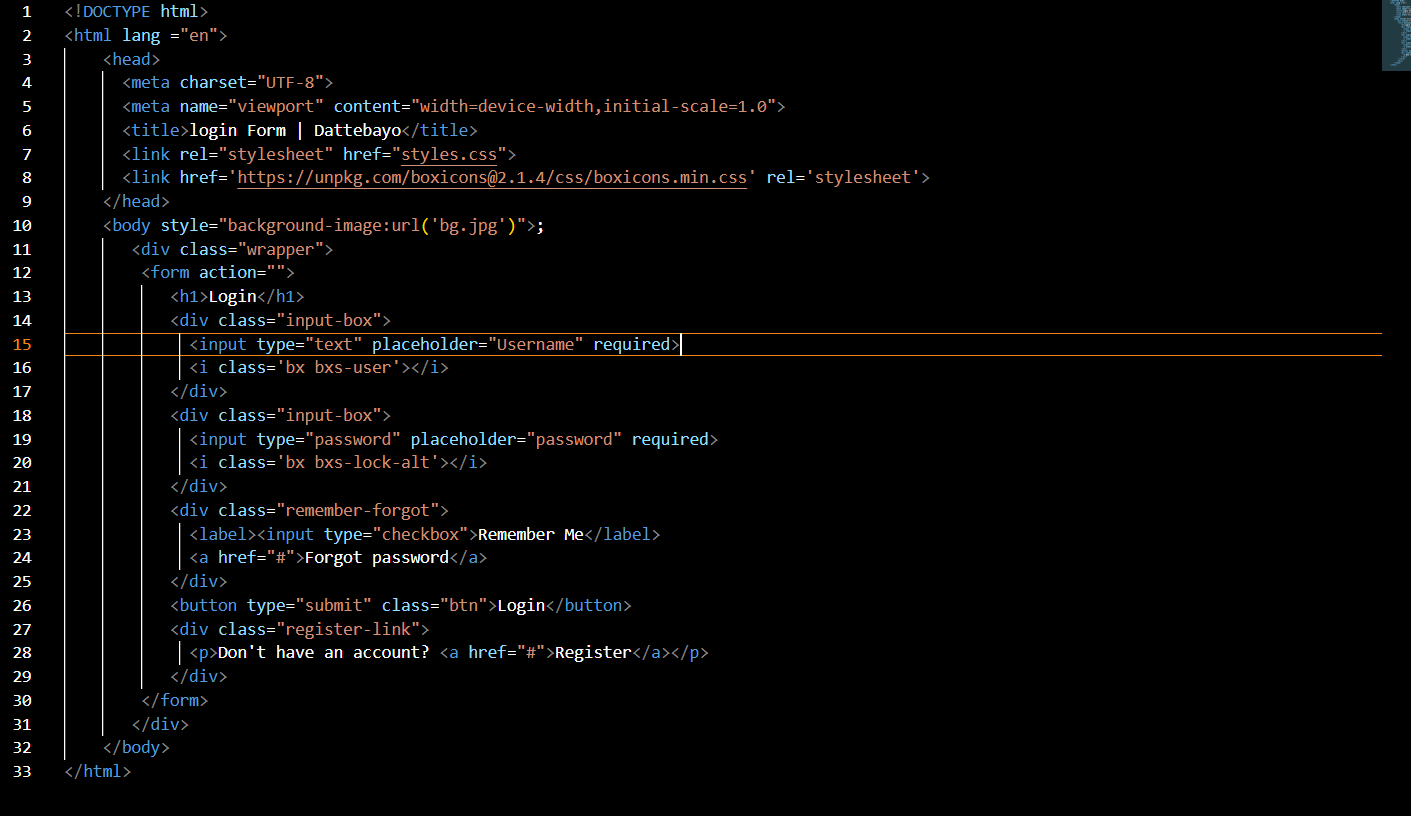 1 <!DOCTYPE html>
2 <html lang ="en">
3 <head>
4 <meta charset="UTF-8">
5 <meta name="viewport" content="width=device-width,initial-scale=1.0">
6 <title>login Form | Dattebayo</title>
7 <link rel="stylesheet" href="styles.css">
8 <link href='https://unpkg.com/boxicons@2.1.4/css/boxicons.min.css' rel='stylesheet'>
9 </head>
10 <body style="background-image:url('bg.jpg')">;
11 <div class="wrapper">
12 <form action="">
13 <h1>Login</h1>
14 <div class="input-box">
15 <input type="text" placeholder="Username" required>
16 <i class='bx bxs-user'></i>
17 </div>
18 <div class="input-box">
19 <input type="password" placeholder="password" required>
20 <i class='bx bxs-lock-alt'></i>
21 </div>
22 <div class="remember-forgot">
23 <label><input type="checkbox">Remember Me</label>
24 <a href="#">Forgot password</a>
25 </div>
26 <button type="submit" class="btn">Login</button>
27 <div class="register-link">
28 <p>Don't have an account? <a href="#">Register</a></p>
29 </div>
30 </form>
31 </div>
32 </body>
33 </html>